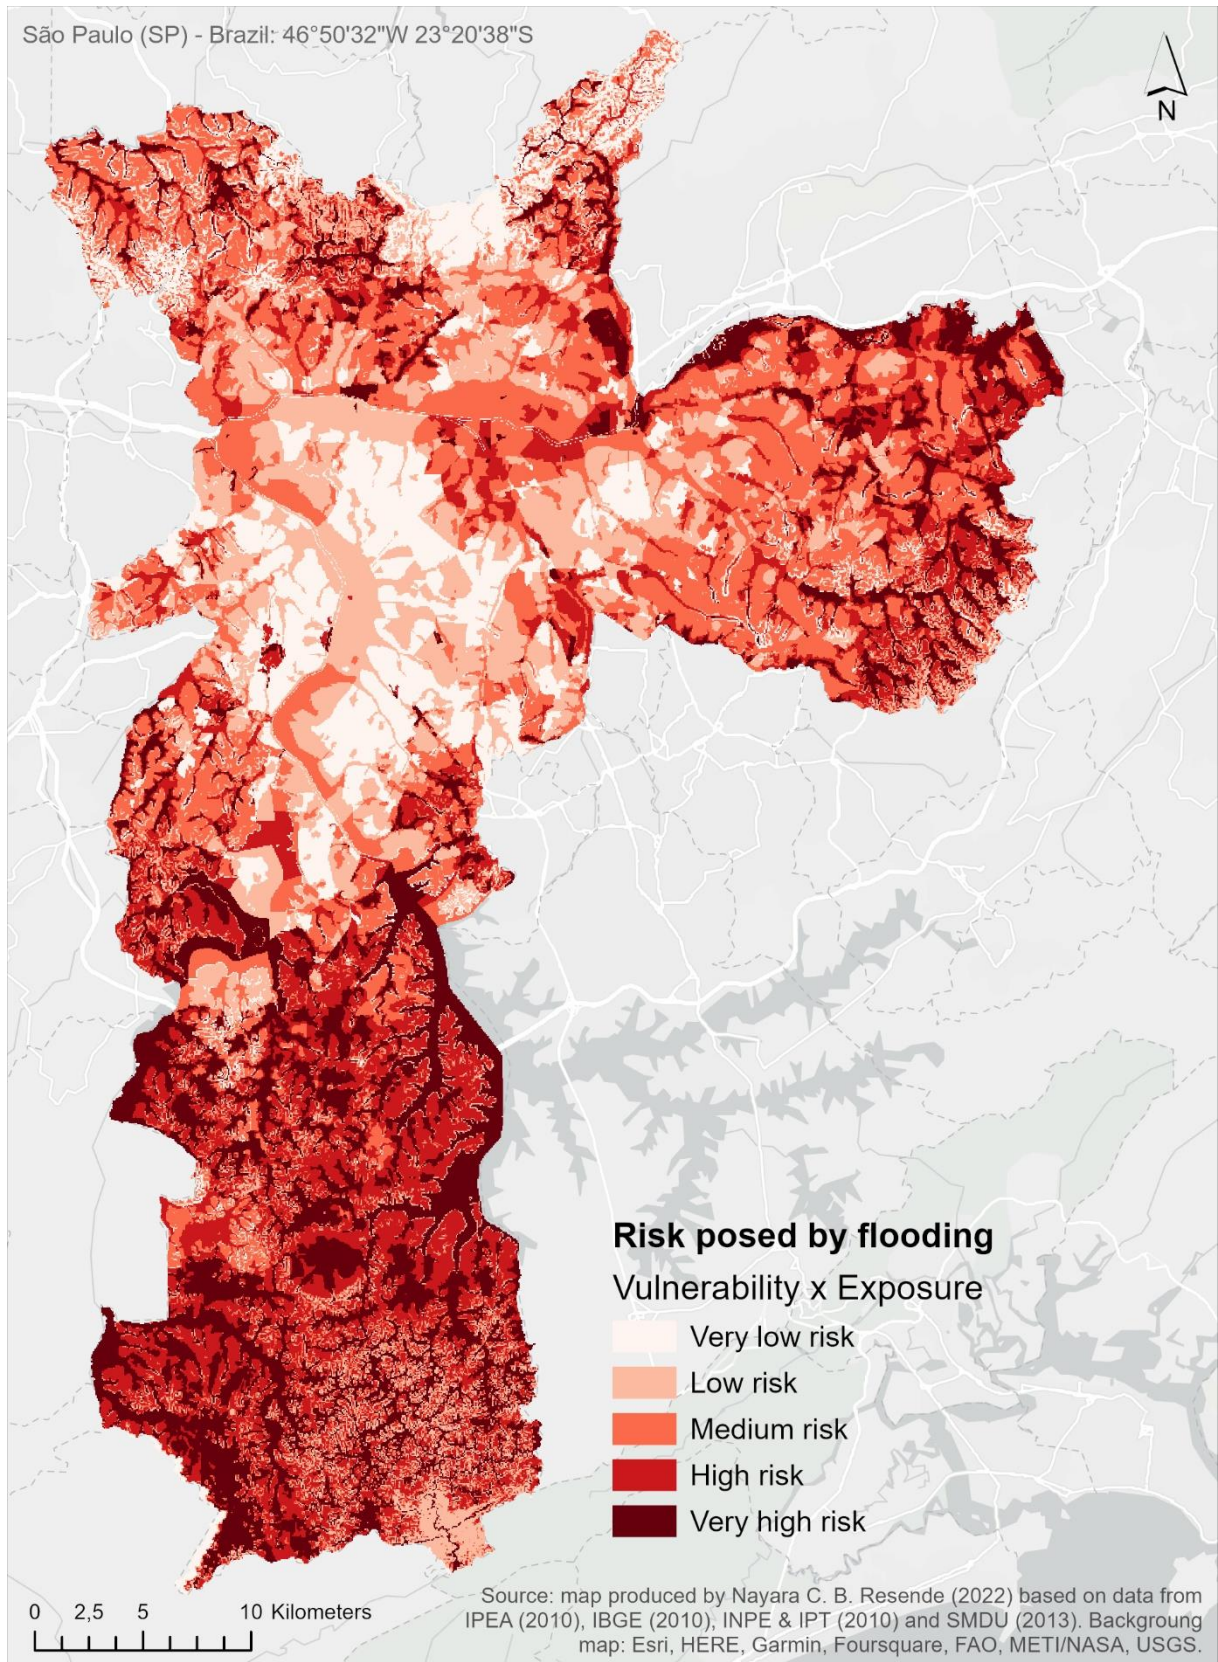 São Paulo (SP) - Brazil: 46°50'32"W 23°20'38"S
N
Risk posed by flooding
Vulnerability x Exposure
Very low risk
Low risk
Medium risk
High risk
Very high risk
0 2,5 5 10 Kilometers
Source: map produced by Nayara C. B. Resende (2022) based on data from
IPEA (2010), IBGE (2010), INPE & IPT (2010) and SMDU (2013). Backgroung
map: Esri, HERE, Garmin, Foursquare, FAO, METI/NASA, USGS.